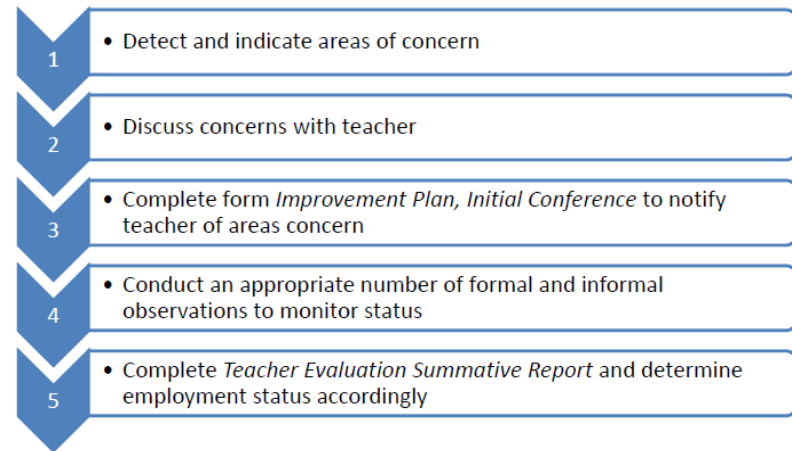 1
• Detect and indicate areas of concern
2
• Discuss concerns with teacher
3
• Complete form Improvement Plan, Initial Conference to notify
teacher of areas concern
4
• Conduct an appropriate number of formal and informal
observations to monitor status
5
• Complete Teacher Evaluation Summative Report and determine
employment status accordingly